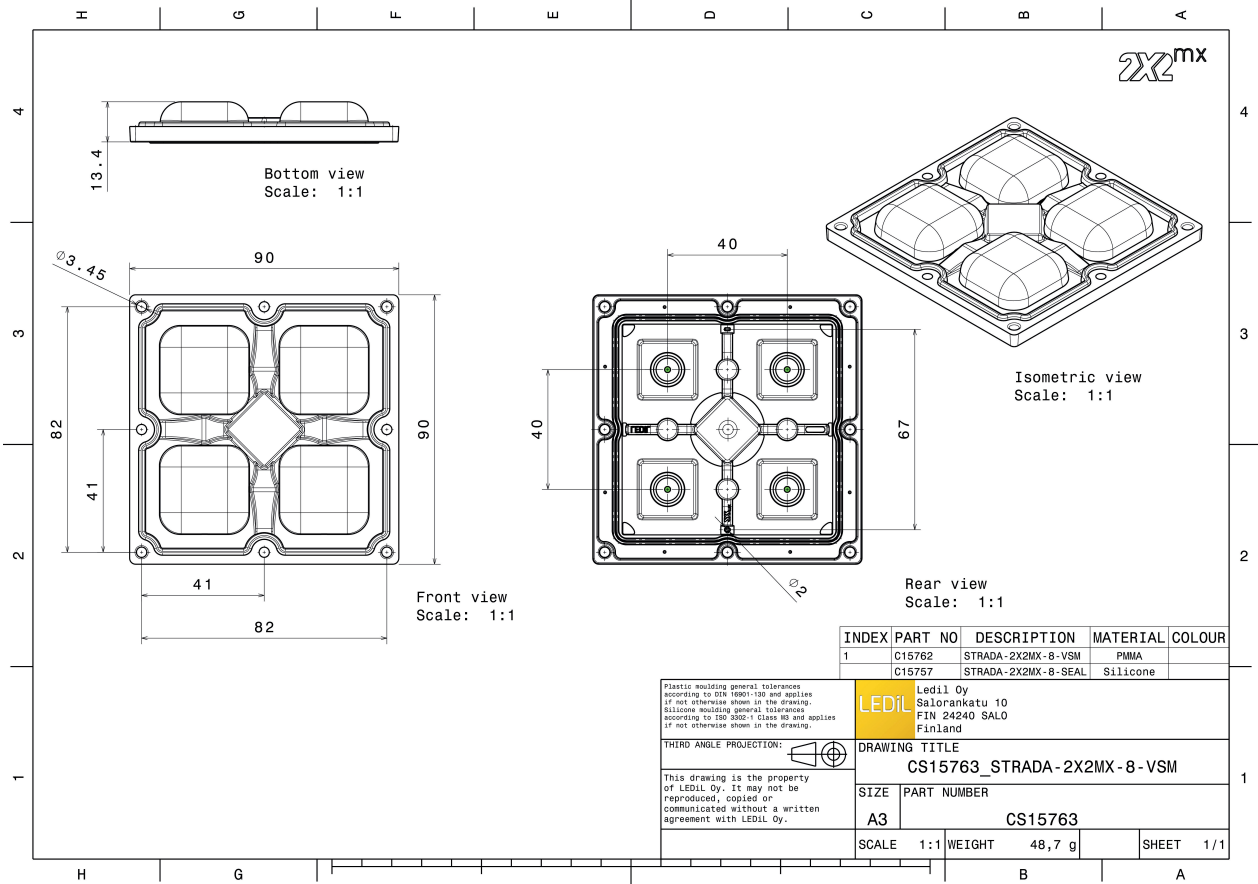 H G F E D C B A
4
4
3
3
2
2
1
1
2X2mx
13.4
Bottom view
Scale: 1:1
Ø3.45
90
82
41
90
41
82
Front view
Scale: 1:1
40
40
67
LEDiL
Ø2
Rear view
Scale: 1:1
Isometric view
Scale: 1:1
INDEX PART NO DESCRIPTION MATERIAL COLOUR
1 C15762 STRADA-2X2MX-8-VSM PMMA
C15757 STRADA-2X2MX-8-SEAL Silicone
Plastic moulding general tolerances
according to DIN 16901-130 and applies
if not otherwise shown in the drawing.
Silicone moulding general tolerances
according to ISO 3302-1 Class M3 and applies
if not otherwise shown in the drawing.
THIRD ANGLE PROJECTION:
This drawing is the property
of LEDiL Oy. It may not be
reproduced, copied or
communicated without a written
agreement with LEDiL Oy.
LEDiL
Ledil Oy
Salorankatu 10
FIN 24240 SALO
Finland
DRAWING TITLE
CS15763_STRADA-2X2MX-8-VSM
SIZE PART NUMBER
A3 CS15763
SCALE 1:1 WEIGHT 48,7 g SHEET 1/1
H G B A